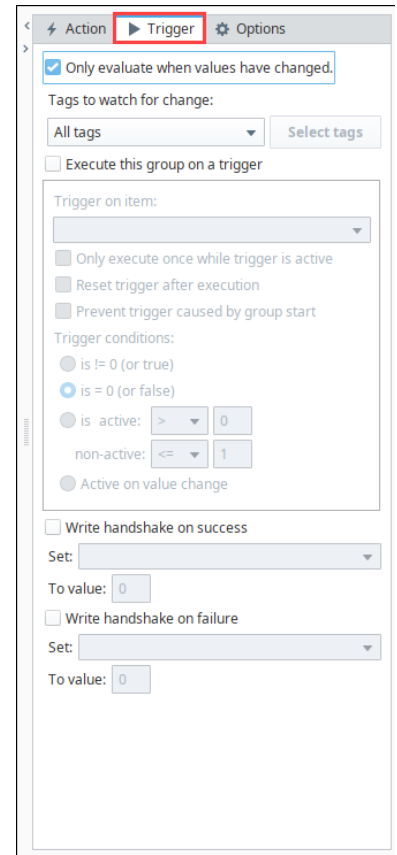 Action Trigger Options
Only evaluate when values have changed.
Tags to watch for change:
All tags Select tags
Execute this group on a trigger
Trigger on item:
Only execute once while trigger is active
Reset trigger after execution
Prevent trigger caused by group start
Trigger conditions:
is != 0 (or true)
is = 0 (or false)
is active: > 0
non-active: <= 1
Active on value change
Write handshake on success
Set:
To value: 0
Write handshake on failure
Set:
To value: 0